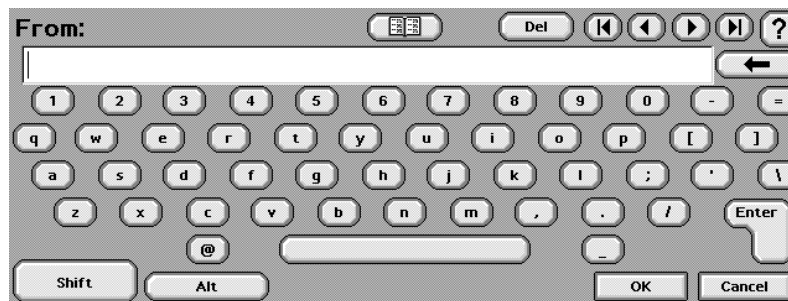 From:
Del ?
1 2 3 4 5 6 7 8 9 0 - =
q w e r t y u i o p [ ]
a s d f g h j k l ; ' \
z x c v b n m , . / Enter
@ _
Shift Alt OK Cancel